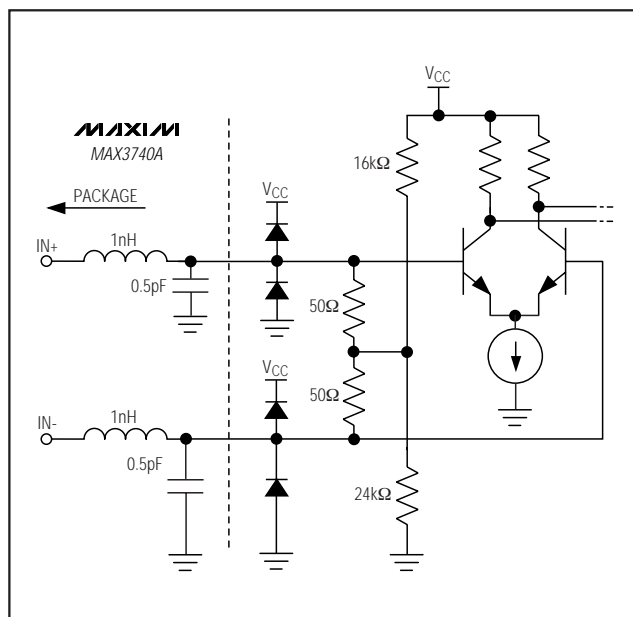 VCC
MAXIM
MAX3740A
16kΩ
PACKAGE
VCC
IN+
1nH
0.5pF
50Ω
VCC
50Ω
IN-
1nH
0.5pF
24kΩ